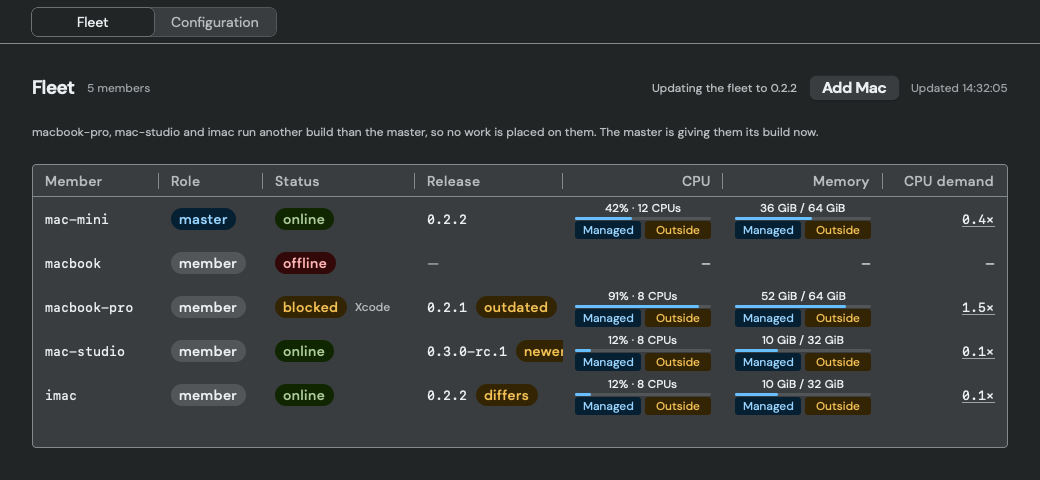 Fleet Configuration
Fleet 5 members Updating the fleet to 0.2.2 Add Mac Updated 14:32:05
macbook-pro, mac-studio and imac run another build than the master, so no work is placed on them. The master is giving them its build now.
Member Role Status Release CPU Memory CPU demand
mac-mini master online 0.2.2 42% · 12 CPUs Managed Outside 36 GiB / 64 GiB Managed Outside 0.4×
macbook member offline — — — —
macbook-pro member blocked Xcode 0.2.1 outdated 91% · 8 CPUs Managed Outside 52 GiB / 64 GiB Managed Outside 1.5×
mac-studio member online 0.3.0-rc.1 newer 12% · 8 CPUs Managed Outside 10 GiB / 32 GiB Managed Outside 0.1×
imac member online 0.2.2 differs 12% · 8 CPUs Managed Outside 10 GiB / 32 GiB Managed Outside 0.1×